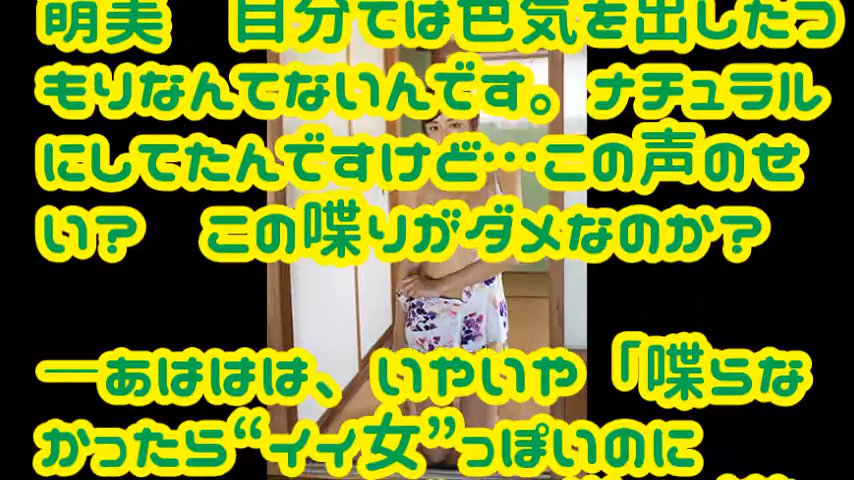 明美　自分では色気を出したつ
もりなんてないんです。ナチュラル
にしてたんですけど…この声のせ
い？　この喋りがダメなのか？
―あははは、いやいや「喋らな
かったら“イイ女”っぽいのに